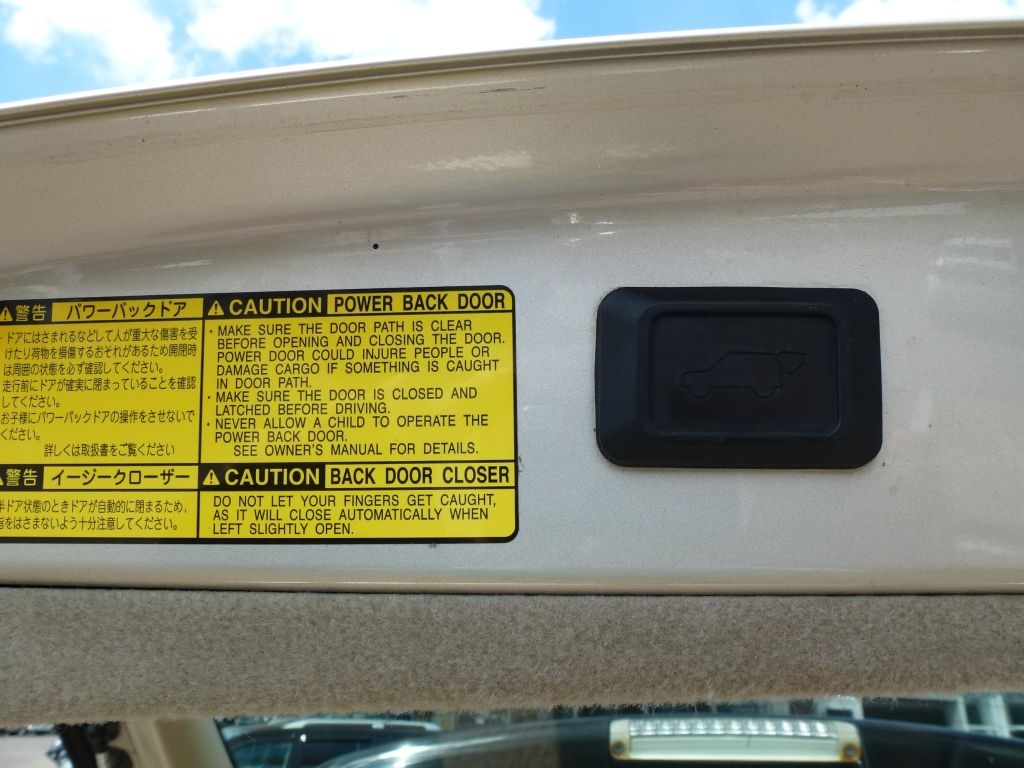 警告 パワーバックドア
・ドアにはさまれるなどして人が重大な傷害を受
けたり荷物を損傷するおそれがあるため開閉時
は周囲の状態を必ず確認してください。
走行前にドアが確実に閉まっていることを確認
してください。
お子様にパワーバックドアの操作をさせないで
ください。
詳しくは取扱書をご覧ください
警告 イージークローザー
半ドア状態のときドアが自動的に閉まるため、
指をはさまないよう十分注意してください。
CAUTION POWER BACK DOOR
・MAKE SURE THE DOOR PATH IS CLEAR
BEFORE OPENING AND CLOSING THE DOOR.
POWER DOOR COULD INJURE PEOPLE OR
DAMAGE CARGO IF SOMETHING IS CAUGHT
IN DOOR PATH.
・MAKE SURE THE DOOR IS CLOSED AND
LATCHED BEFORE DRIVING.
・NEVER ALLOW A CHILD TO OPERATE THE
POWER BACK DOOR.
SEE OWNER'S MANUAL FOR DETAILS.
CAUTION BACK DOOR CLOSER
DO NOT LET YOUR FINGERS GET CAUGHT,
AS IT WILL CLOSE AUTOMATICALLY WHEN
LEFT SLIGHTLY OPEN.